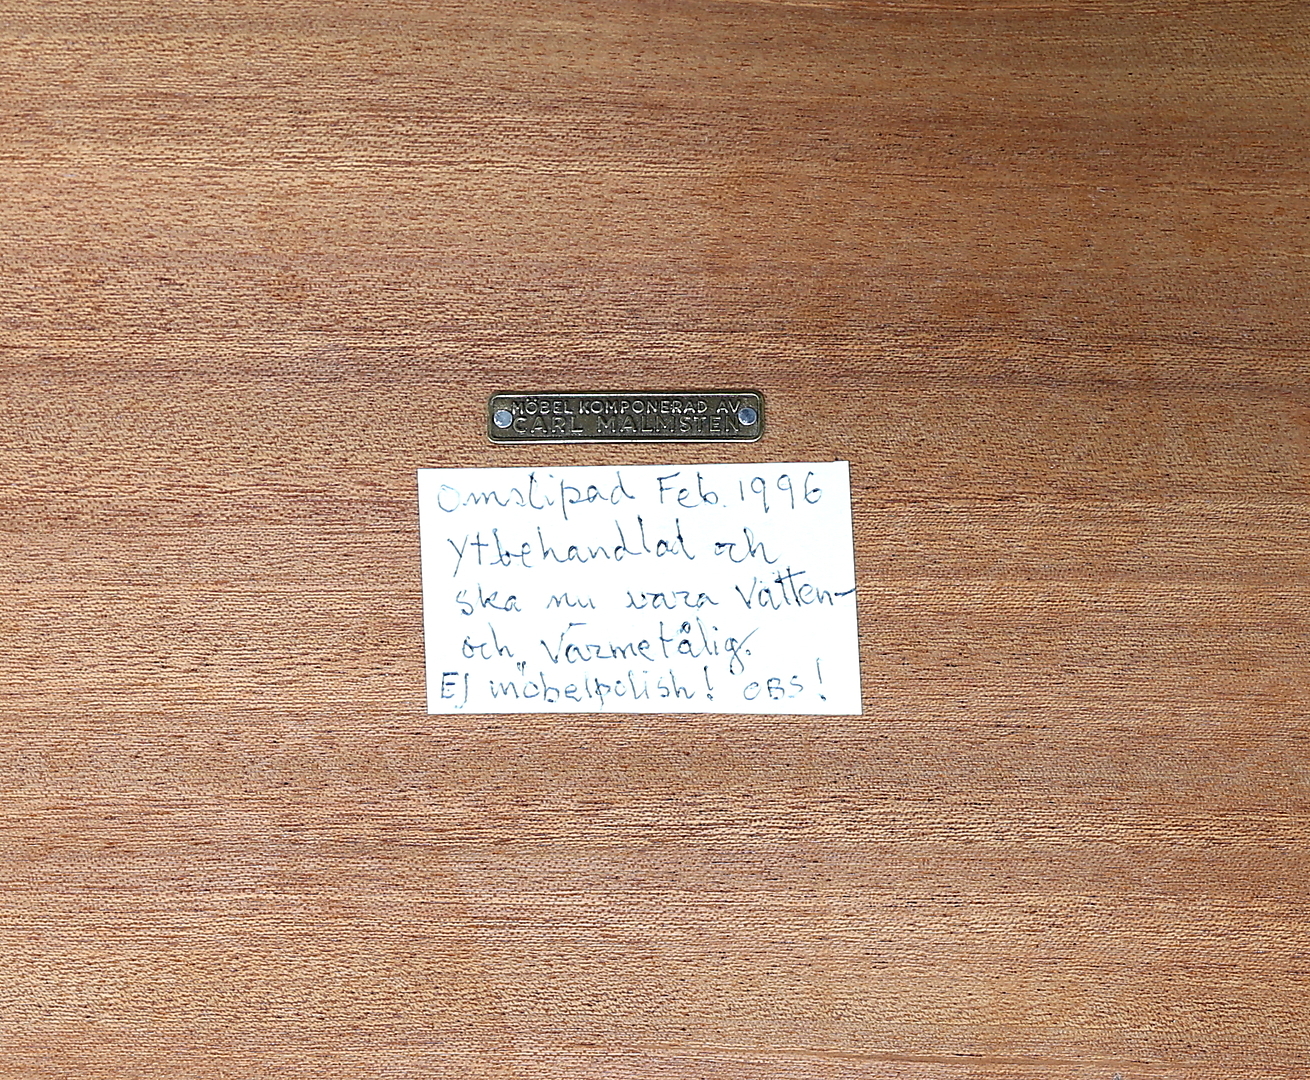 MÖBEL KOMPONERAD AV
CARL MALMSTEN
Omslipad Feb. 1996
Ytbehandlad och
ska nu vara Vatten-
och Värmetålig.
EJ möbelpolish! OBS!